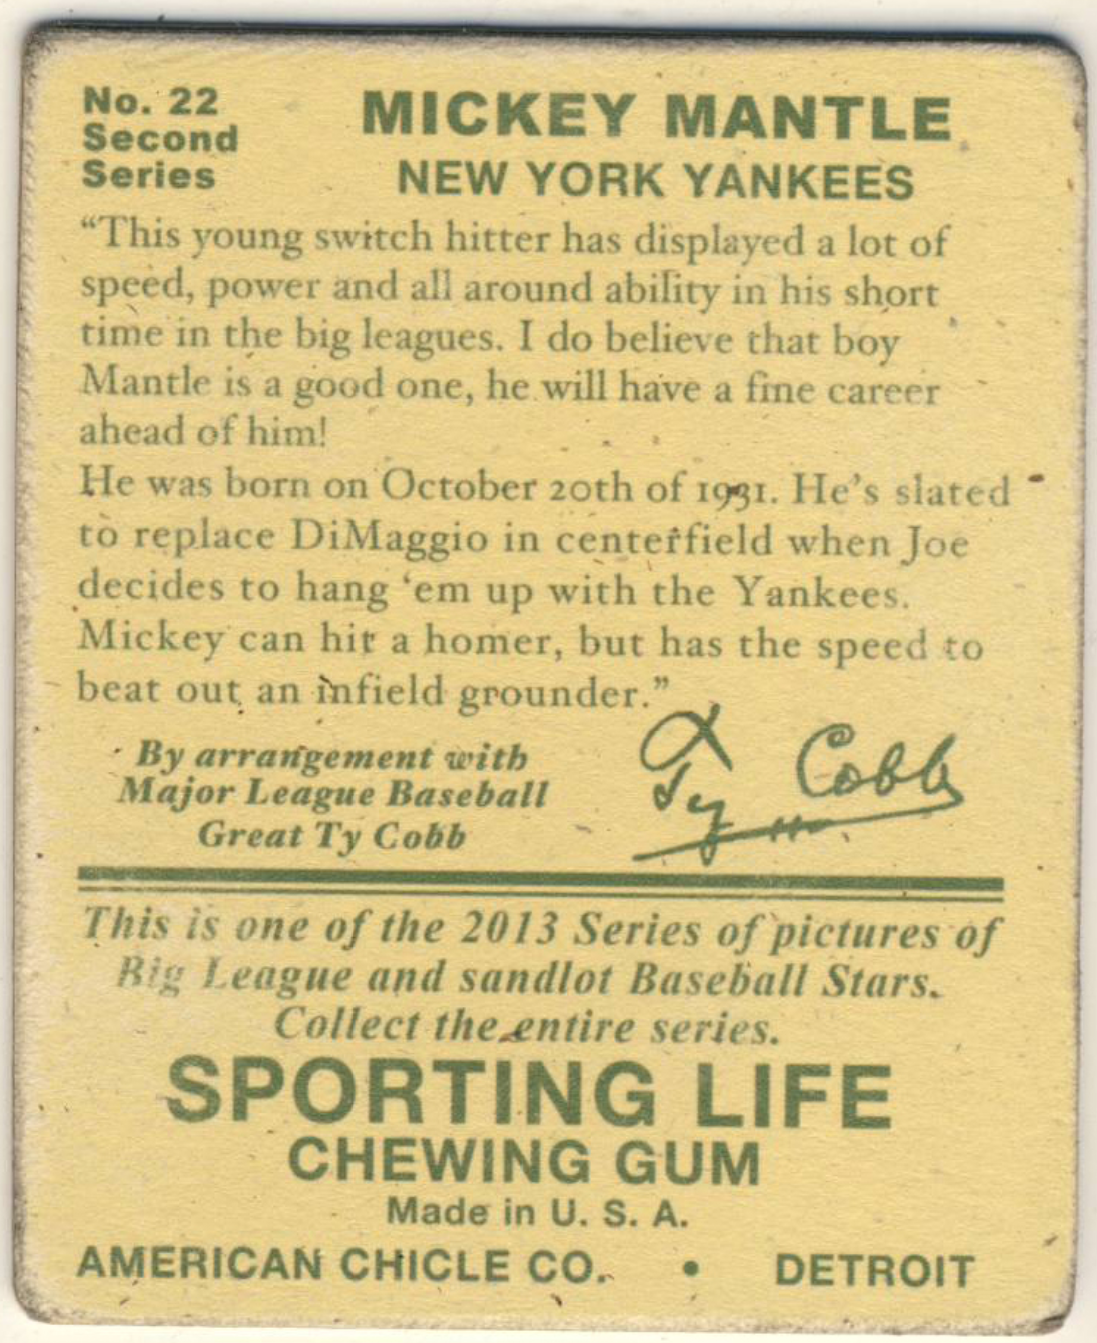 No. 22
Second
Series
MICKEY MANTLE
NEW YORK YANKEES
“This young switch hitter has displayed a lot of
speed, power and all around ability in his short
time in the big leagues. I do believe that boy
Mantle is a good one, he will have a fine career
ahead of him!
He was born on October 20th of 1931. He’s slated
to replace DiMaggio in centerfield when Joe
decides to hang ‘em up with the Yankees.
Mickey can hit a homer, but has the speed to
beat out an infield grounder.”
By arrangement with
Major League Baseball
Great Ty Cobb
Ty Cobb
This is one of the 2013 Series of pictures of
Big League and sandlot Baseball Stars.
Collect the entire series.
SPORTING LIFE
CHEWING GUM
Made in U. S. A.
AMERICAN CHICLE CO. • DETROIT